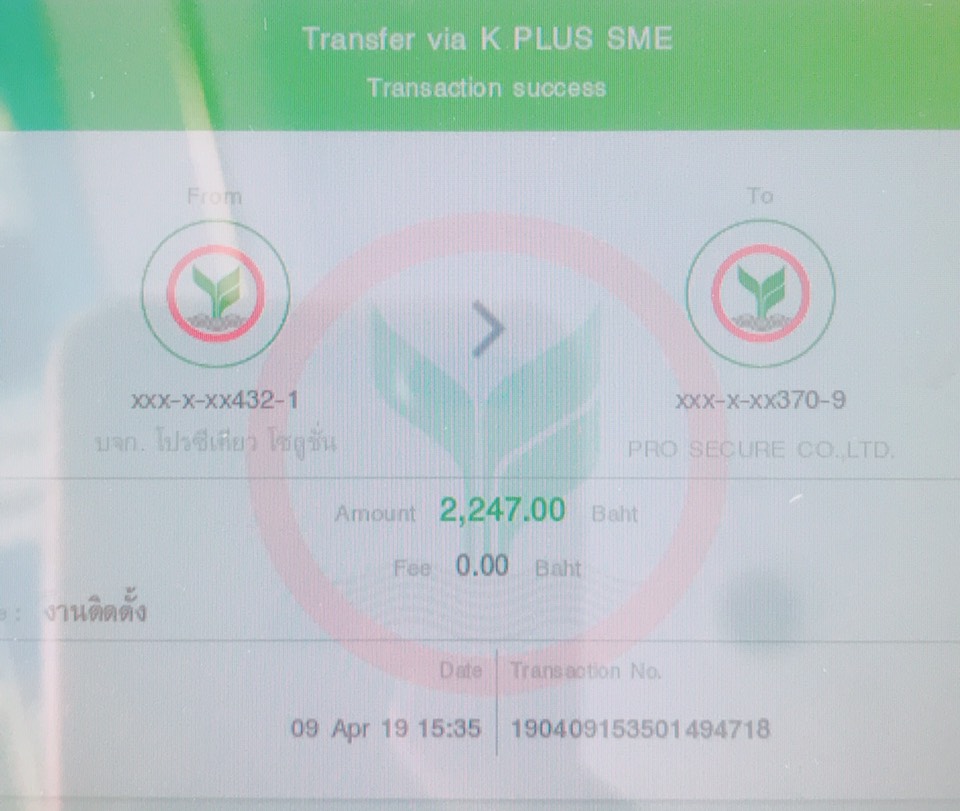 Transfer via K PLUS SME
Transaction success
From
To
xxx-x-xx432-1
xxx-x-xx370-9
บจก. โปรซีเคียว โซลูชั่น
PRO SECURE CO.,LTD.
Amount 2,247.00 Baht
Fee 0.00 Baht
: งานติดตั้ง
Date
Transaction No.
09 Apr 19 15:35
190409153501494718